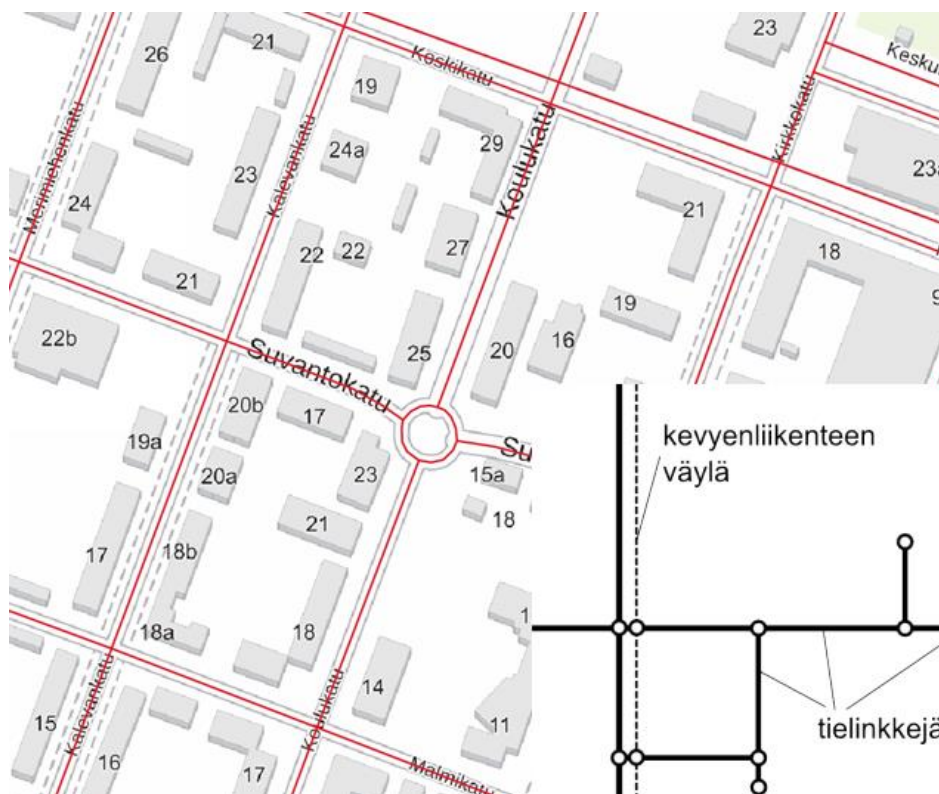 26
21
23
Keskuk
19
Koskikatu
Kirkkokatu
Merimiehenkatu
24
23
Kalevankatu
24a
29
Koulukatu
23a
21
22
22
27
18
21
19
22b
25
20
16
Suvantokatu
20b
17
Su
19a
20a
23
15a
18
17
18b
21
18a
18
14
11
15
Kalevankatu
16
17
Koulukatu
Malmikatu
kevyenliikenteen
väylä
tielinkkejä